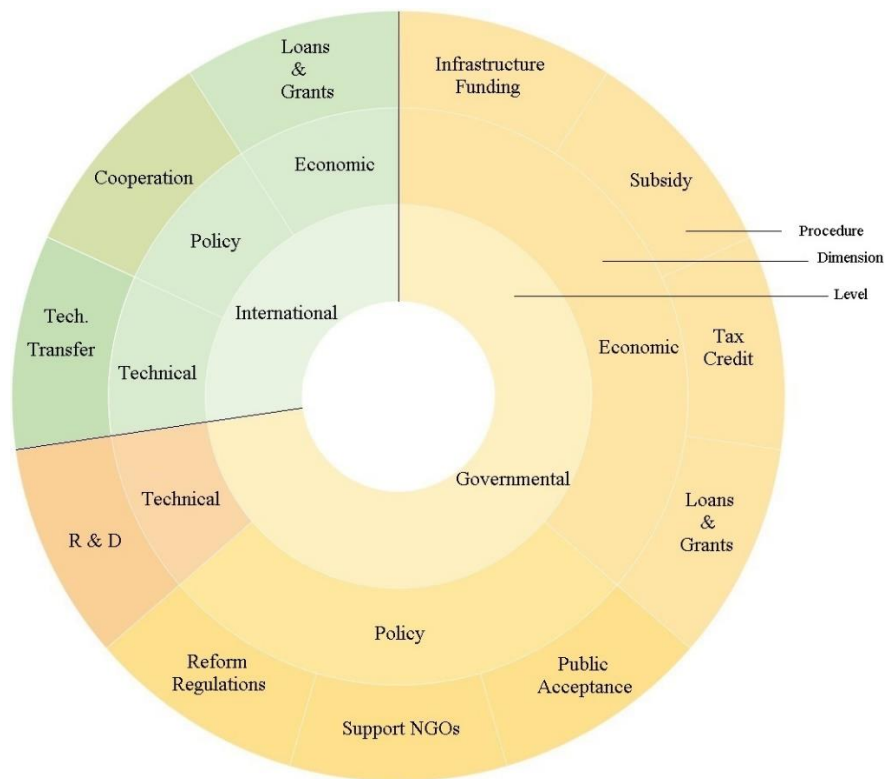 Loans
&
Grants
Infrastructure
Funding
Cooperation
Economic
Subsidy
Policy
Procedure
Dimension
Level
International
Tech.
Transfer
Technical
Economic
Tax
Credit
Governmental
Technical
R & D
Loans
&
Grants
Policy
Reform
Regulations
Public
Acceptance
Support NGOs